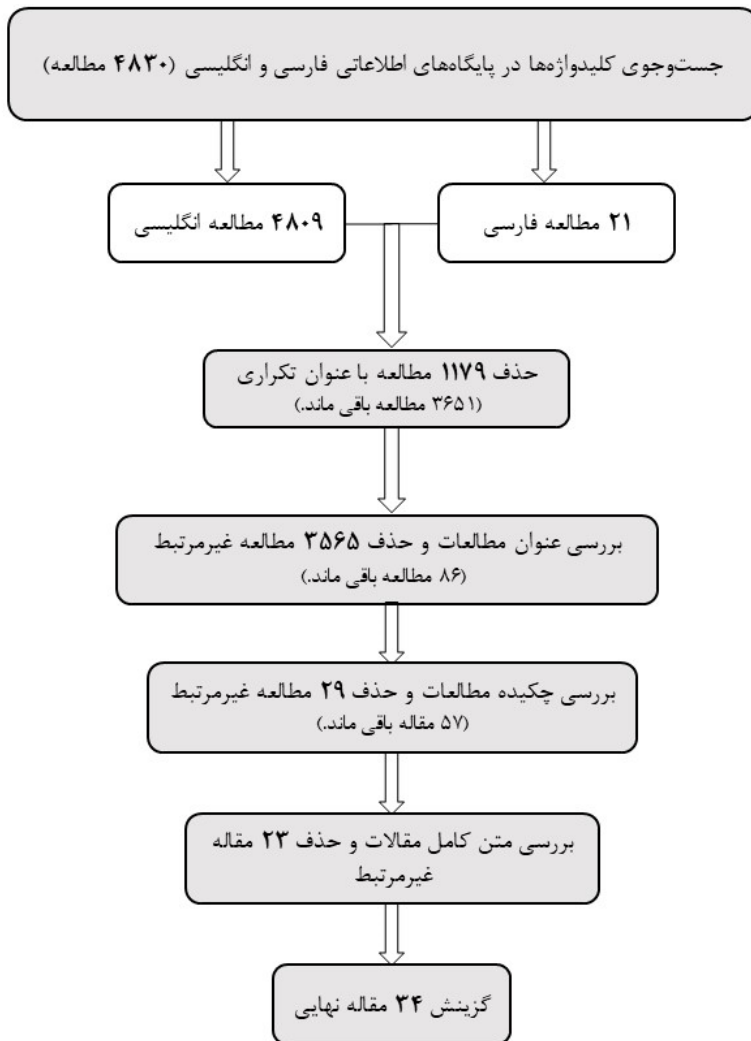 جست‌وجوی کلیدواژه‌ها در پایگاه‌های اطلاعاتی فارسی و انگلیسی (۴۸۳۰ مطالعه)
۲۱ مطالعه فارسی
۴۸۰۹ مطالعه انگلیسی
حذف ۱۱۷۹ مطالعه با عنوان تکراری
(۳۶۵۱ مطالعه باقی ماند.)
بررسی عنوان مطالعات و حذف ۳۵۶۵ مطالعه غیرمرتبط
(۸۶ مطالعه باقی ماند.)
بررسی چکیده مطالعات و حذف ۲۹ مطالعه غیرمرتبط
(۵۷ مقاله باقی ماند.)
بررسی متن کامل مقالات و حذف ۲۳ مقاله
غیرمرتبط
گزینش ۳۴ مقاله نهایی